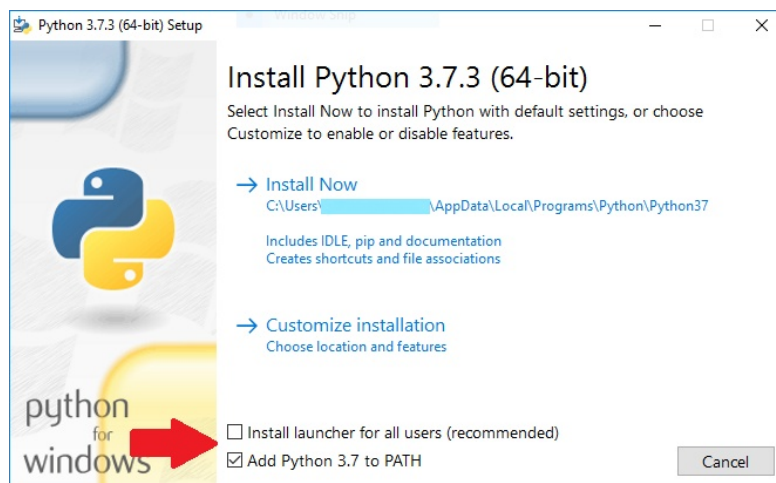 Python 3.7.3 (64-bit) Setup
Window Snip
Install Python 3.7.3 (64-bit)
Select Install Now to install Python with default settings, or choose
Customize to enable or disable features.
→ Install Now
C:\Users\ \AppData\Local\Programs\Python\Python37
Includes IDLE, pip and documentation
Creates shortcuts and file associations
→ Customize installation
Choose location and features
python
for
windows
Install launcher for all users (recommended)
Add Python 3.7 to PATH
Cancel